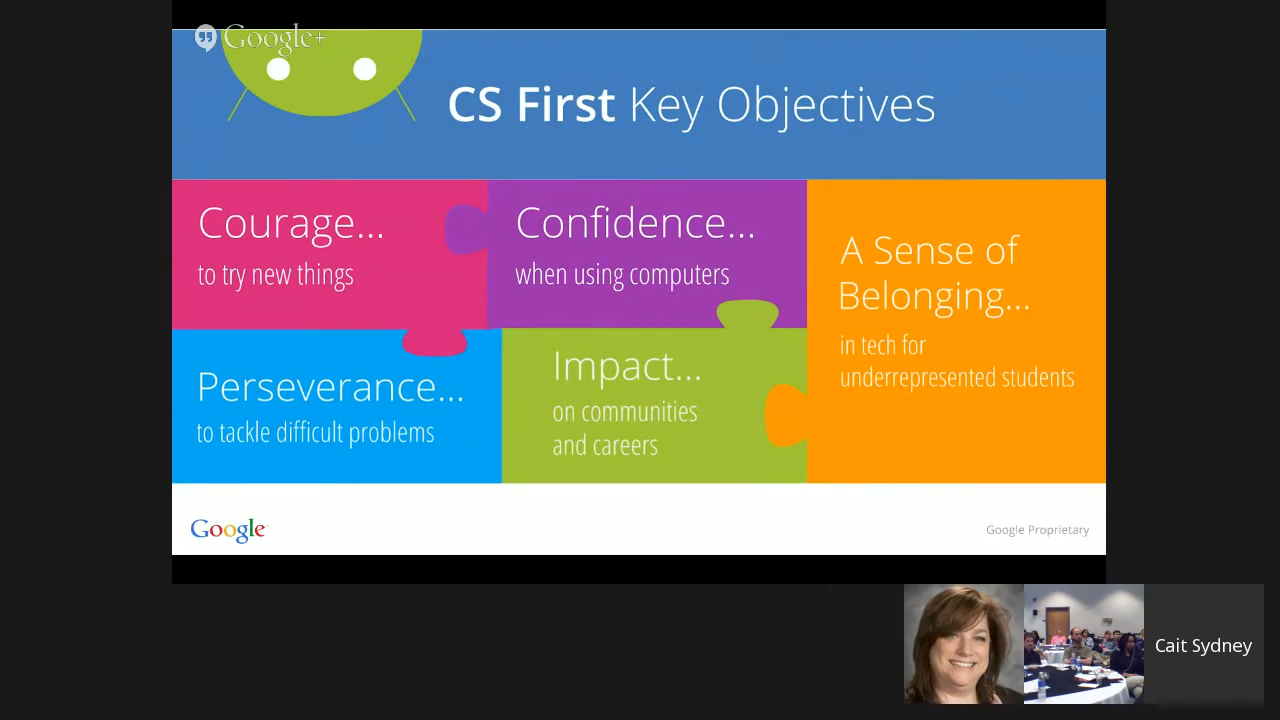 Google+
CS First Key Objectives
Courage...
to try new things
Confidence...
when using computers
A Sense of
Belonging...
in tech for
underrepresented students
Perseverance...
to tackle difficult problems
Impact...
on communities
and careers
Google
Google Proprietary
Cait Sydney